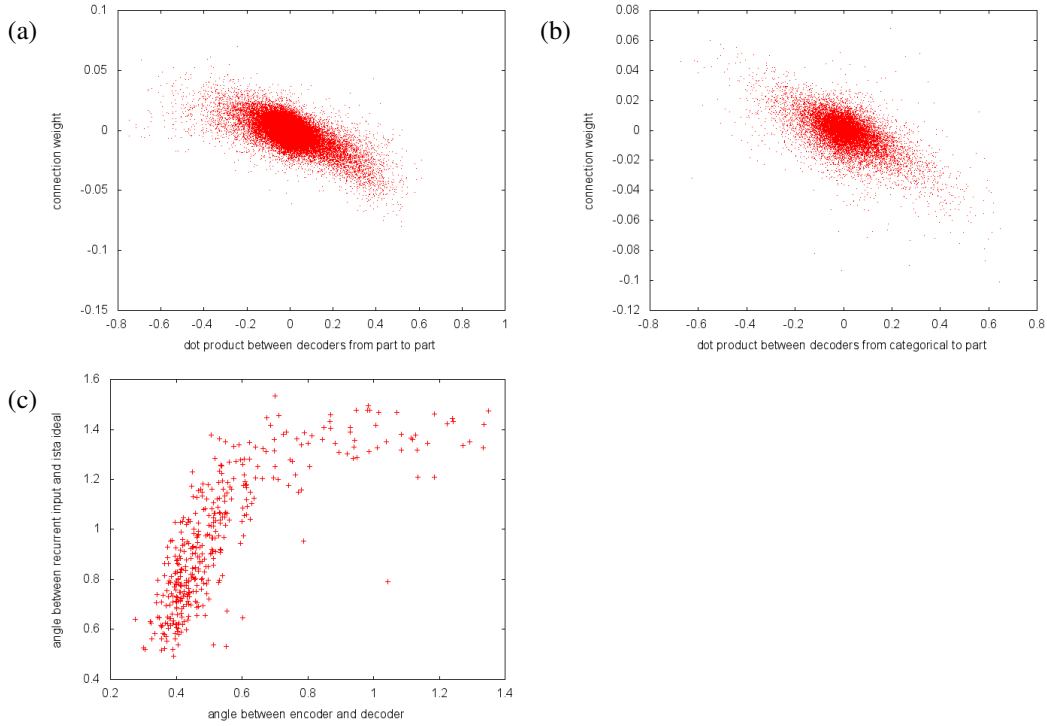 (a)
connection weight
0.1
0.05
0
-0.05
-0.1
-0.15
-0.8 -0.6 -0.4 -0.2 0 0.2 0.4 0.6 0.8 1
dot product between decoders from part to part
(b)
connection weight
0.08
0.06
0.04
0.02
0
-0.02
-0.04
-0.06
-0.08
-0.1
-0.12
-0.8 -0.6 -0.4 -0.2 0 0.2 0.4 0.6 0.8
dot product between decoders from categorical to part
(c)
angle between recurrent input and ista ideal
1.6
1.4
1.2
1
0.8
0.6
0.4
0.2 0.4 0.6 0.8 1 1.2 1.4
angle between encoder and decoder